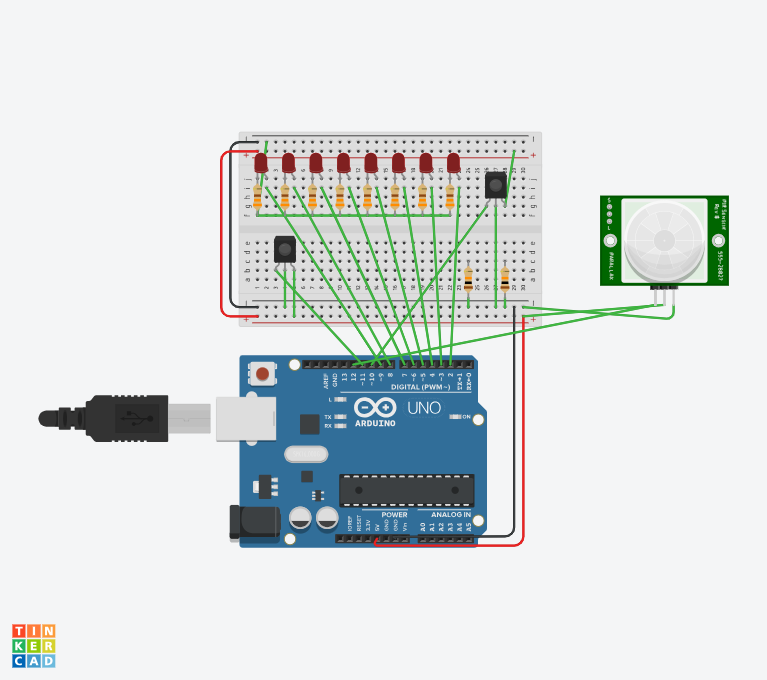 PIR Sensor
Rev B
555-28027
PARALLAX
AREF
GND
13
12
~11
~10
~9
8
7
~6
~5
4
~3
2
TX→1
RX←0
DIGITAL (PWM~)
L
TX
RX
ARDUINO
UNO
ON
POWER
ANALOG IN
IOREF
RESET
3.3V
5V
GND
GND
Vin
A0
A1
A2
A3
A4
A5
TIN
KER
CAD